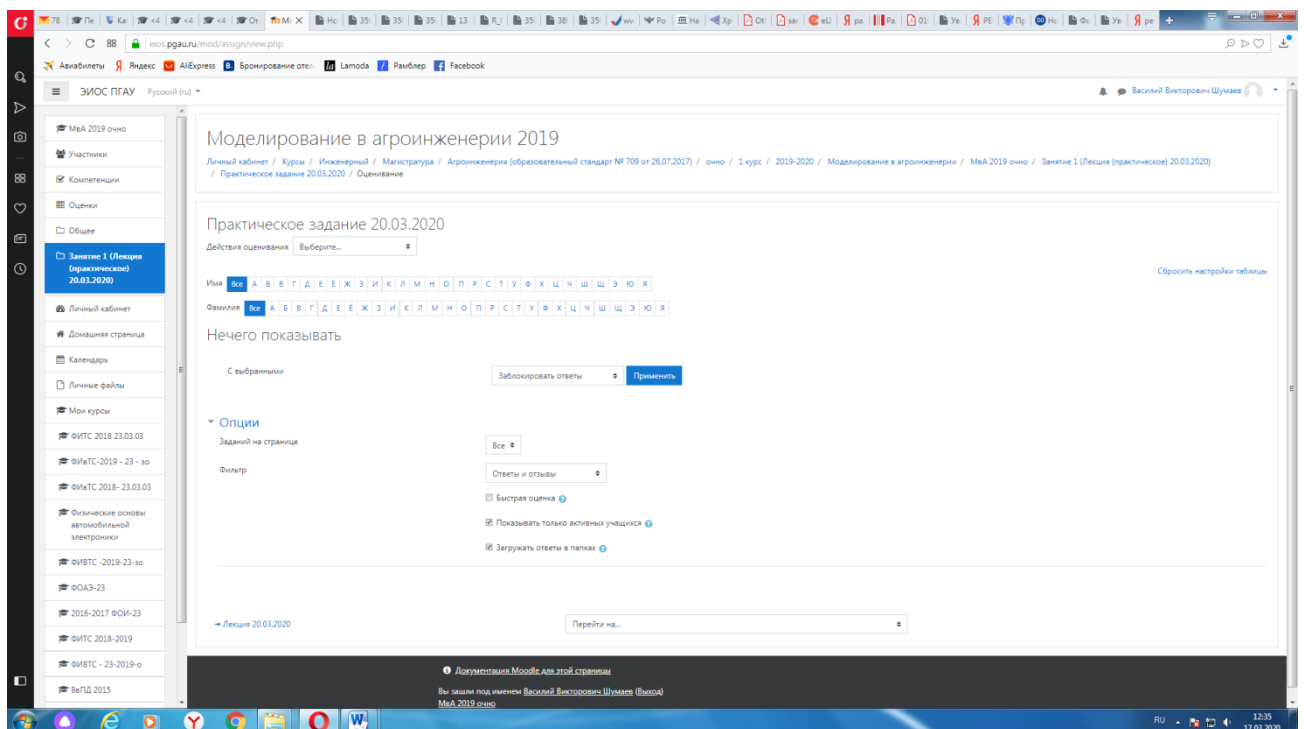 eios.pgau.ru/mod/assign/view.php
Авиабилеты Яндекс AliExpress Бронирование отел Lamoda Рамблер Facebook
ЭИОС ПГАУ Русский (ru)
Василий Викторович Шумаев
МвА 2019 очно
Участники
Компетенции
Оценки
Общее
Занятие 1 (Лекция
(практическое)
20.03.2020)
Личный кабинет
Домашняя страница
Календарь
Личные файлы
Мои курсы
ФИТС 2018 23.03.03
ФИвТС-2019 - 23 - зо
ФИвТС 2018- 23.03.03
Физические основы
автомобильной
электроники
ФИВТС -2019-23-зо
ФОАЭ-23
2016-2017 ФОИ-23
ФИТС 2018-2019
ФИВТС - 23-2019-о
ВеПД 2015
Моделирование в агроинженерии 2019
Личный кабинет / Курсы / Инженерный / Магистратура / Агроинженерия (образовательный стандарт № 709 от 26.07.2017) / очно / 1 курс / 2019-2020 / Моделирование в агроинженерии / МвА 2019 очно / Занятие 1 (Лекция (практическое) 20.03.2020)
/ Практическое задание 20.03.2020 / Оценивание
Практическое задание 20.03.2020
Действия оценивания Выберите...
Сбросить настройки таблицы
Имя Все А Б В Г Д Е Ё Ж З И К Л М Н О П Р С Т У Ф Х Ц Ч Ш Щ Э Ю Я
Фамилия Все А Б В Г Д Е Ё Ж З И К Л М Н О П Р С Т У Ф Х Ц Ч Ш Щ Э Ю Я
Нечего показывать
С выбранными Заблокировать ответы Применить
Опции
Заданий на странице Все
Фильтр Ответы и отзывы
Быстрая оценка
Показывать только активных учащихся
Загружать ответы в папках
Лекция 20.03.2020 Перейти на...
Документация Moodle для этой страницы
Вы зашли под именем Василий Викторович Шумаев (Выход)
МвА 2019 очно
RU 12:35
17.03.2020